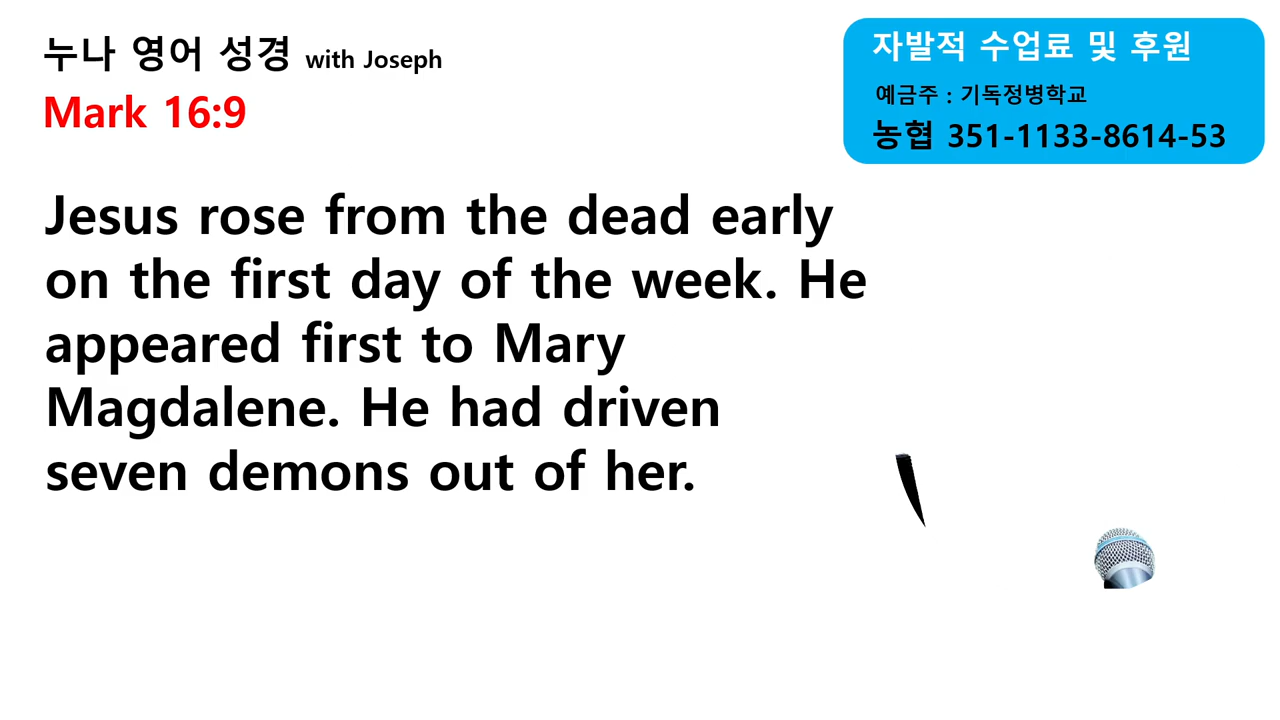 누나 영어 성경 with Joseph
Mark 16:9
자발적 수업료 및 후원
예금주 : 기독정병학교
농협 351-1133-8614-53
Jesus rose from the dead early
on the first day of the week. He
appeared first to Mary
Magdalene. He had driven
seven demons out of her.